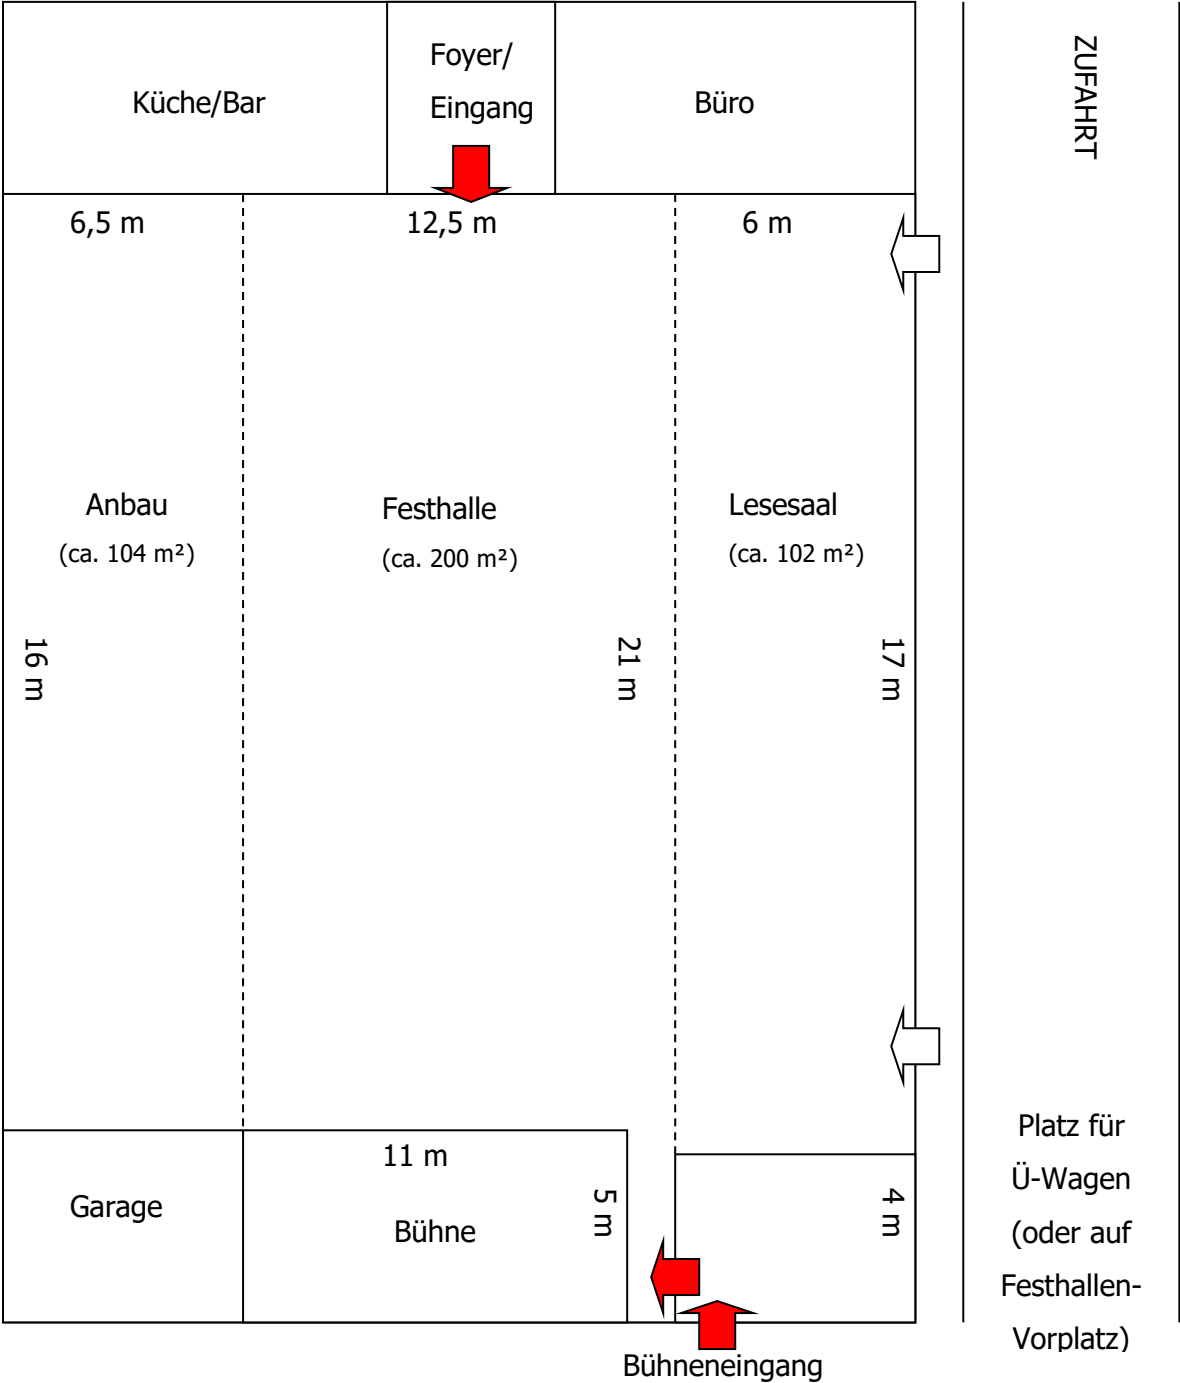 Foyer/
Eingang
Küche/Bar
Büro
ZUFAHRT
6,5 m
12,5 m
6 m
Anbau
(ca. 104 m²)
Festhalle
(ca. 200 m²)
Lesesaal
(ca. 102 m²)
16 m
21 m
17 m
11 m
Bühne
5 m
Garage
4 m
Platz für
Ü-Wagen
(oder auf
Festhallen-
Vorplatz)
Bühneneingang